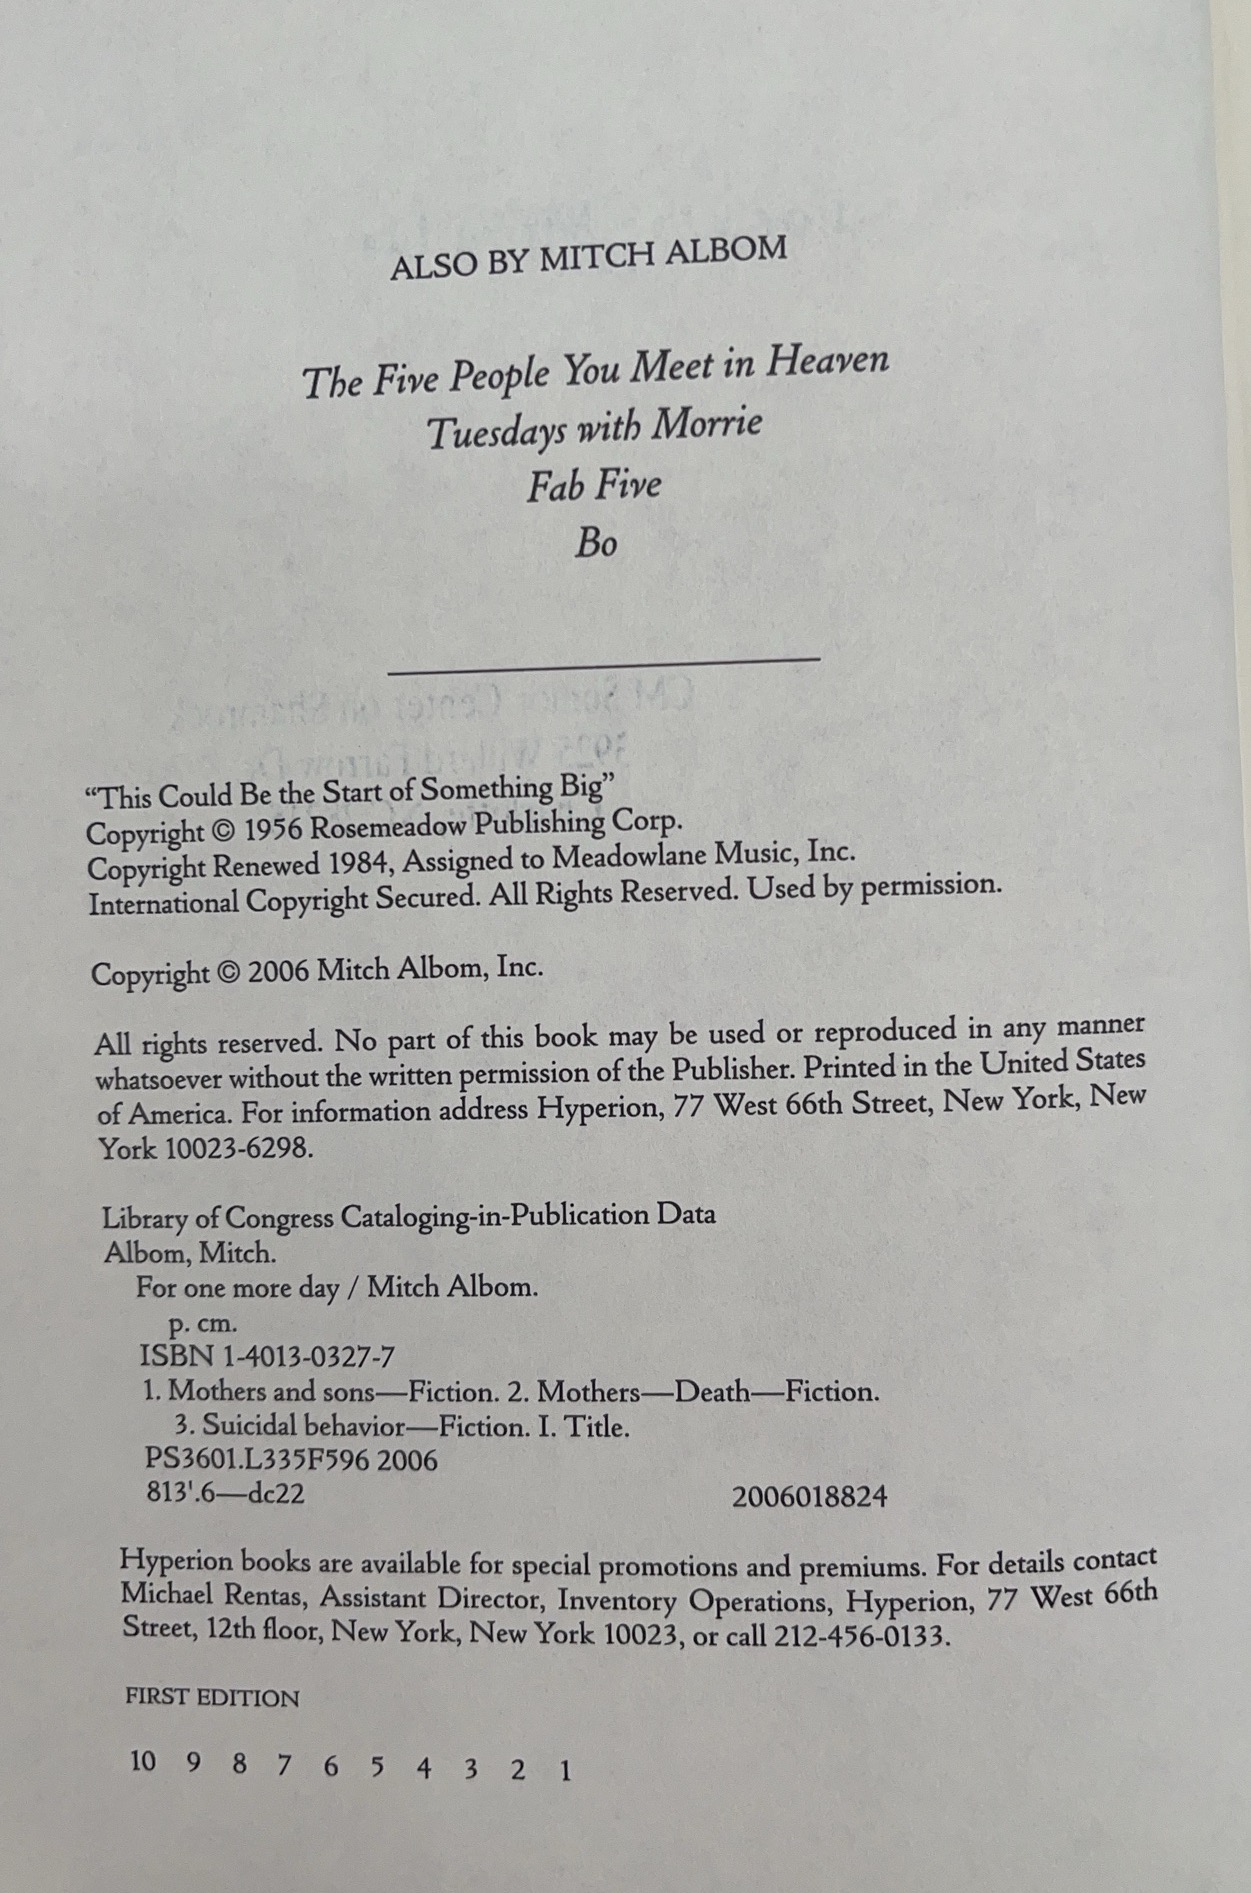 ALSO BY MITCH ALBOM
The Five People You Meet in Heaven
Tuesdays with Morrie
Fab Five
Bo
“This Could Be the Start of Something Big”
Copyright © 1956 Rosemeadow Publishing Corp.
Copyright Renewed 1984, Assigned to Meadowlane Music, Inc.
International Copyright Secured. All Rights Reserved. Used by permission.
Copyright © 2006 Mitch Albom, Inc.
All rights reserved. No part of this book may be used or reproduced in any manner
whatsoever without the written permission of the Publisher. Printed in the United States
of America. For information address Hyperion, 77 West 66th Street, New York, New
York 10023-6298.
Library of Congress Cataloging-in-Publication Data
Albom, Mitch.
For one more day / Mitch Albom.
p. cm.
ISBN 1-4013-0327-7
1. Mothers and sons—Fiction. 2. Mothers—Death—Fiction.
3. Suicidal behavior—Fiction. I. Title.
PS3601.L335F596 2006
813'.6—dc22 2006018824
Hyperion books are available for special promotions and premiums. For details contact
Michael Rentas, Assistant Director, Inventory Operations, Hyperion, 77 West 66th
Street, 12th floor, New York, New York 10023, or call 212-456-0133.
FIRST EDITION
10 9 8 7 6 5 4 3 2 1